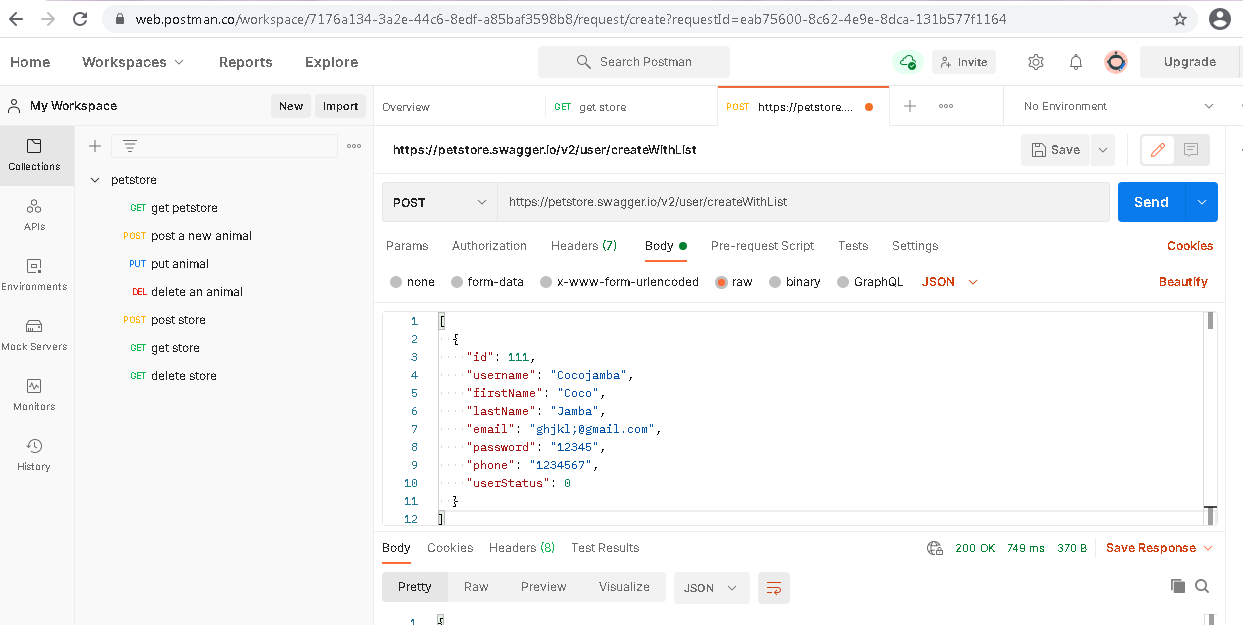 web.postman.co/workspace/7176a134-3a2e-44c6-8edf-a85baf3598b8/request/create?requestId=eab75600-8c62-4e9e-8dca-131b577f1164
Home Workspaces Reports Explore Search Postman Invite Upgrade
My Workspace New Import Overview GET get store POST https://petstore.... No Environment
Collections
APIs
Environments
Mock Servers
Monitors
History
petstore
GET get petstore
POST post a new animal
PUT put animal
DEL delete an animal
POST post store
GET get store
GET delete store
https://petstore.swagger.io/v2/user/createWithList Save
POST https://petstore.swagger.io/v2/user/createWithList Send
Params Authorization Headers (7) Body Pre-request Script Tests Settings Cookies
none form-data x-www-form-urlencoded raw binary GraphQL JSON Beautify
1 [
2 {
3 "id": 111,
4 "username": "Cocojamba",
5 "firstName": "Coco",
6 "lastName": "Jamba",
7 "email": "ghjkl;@gmail.com",
8 "password": "12345",
9 "phone": "1234567",
10 "userStatus": 0
11 }
12 ]
Body Cookies Headers (8) Test Results 200 OK 749 ms 370 B Save Response
Pretty Raw Preview Visualize JSON
1 {